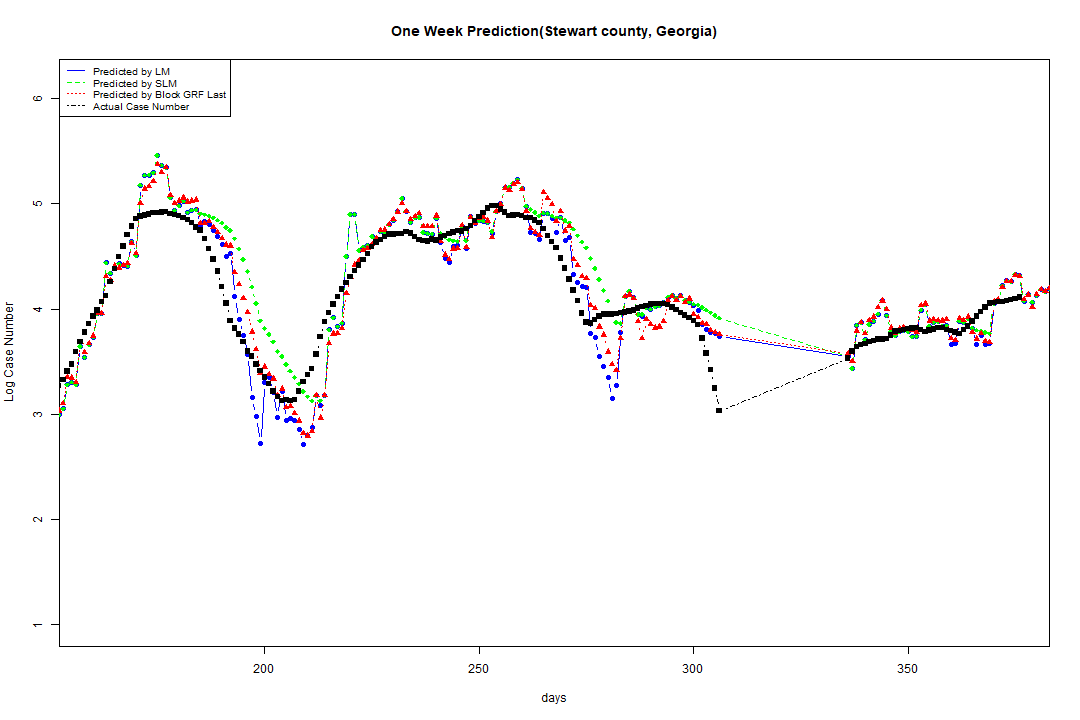 One Week Prediction(Stewart county, Georgia)
Predicted by LM
Predicted by SLM
Predicted by Block GRF Last
Actual Case Number
Log Case Number
6
5
4
3
2
1
200
250
300
350
days